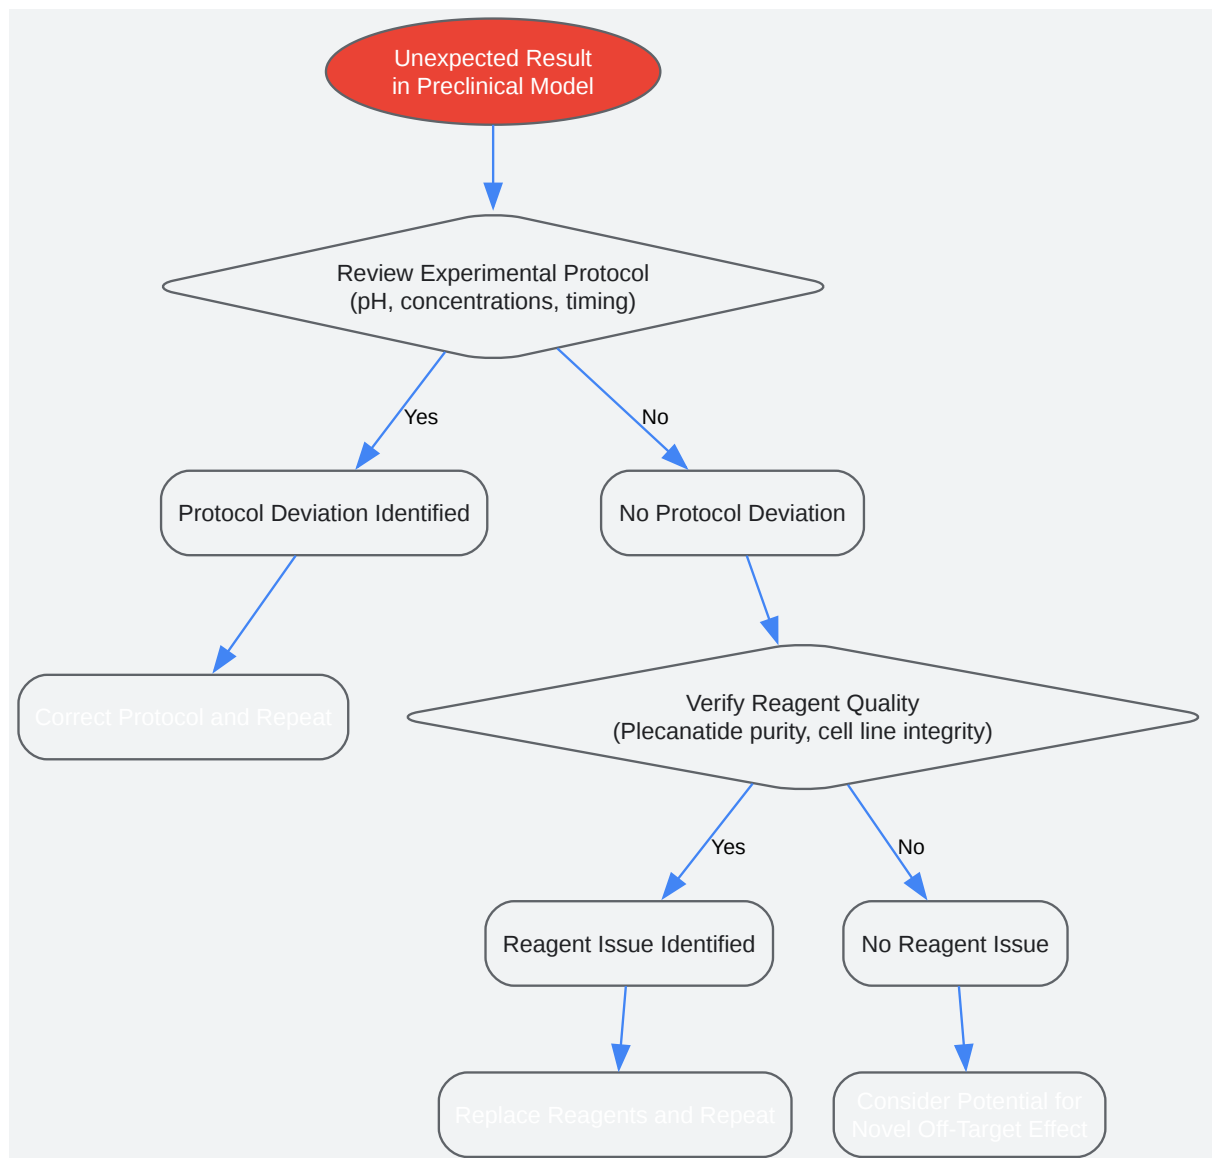 Unexpected Result
in Preclinical Model
Review Experimental Protocol
(pH, concentrations, timing)
Yes
No
Protocol Deviation Identified
No Protocol Deviation
Correct Protocol and Repeat
Verify Reagent Quality
(Plecanatide purity, cell line integrity)
Yes
No
Reagent Issue Identified
No Reagent Issue
Replace Reagents and Repeat
Consider Potential for
Novel Off-Target Effect